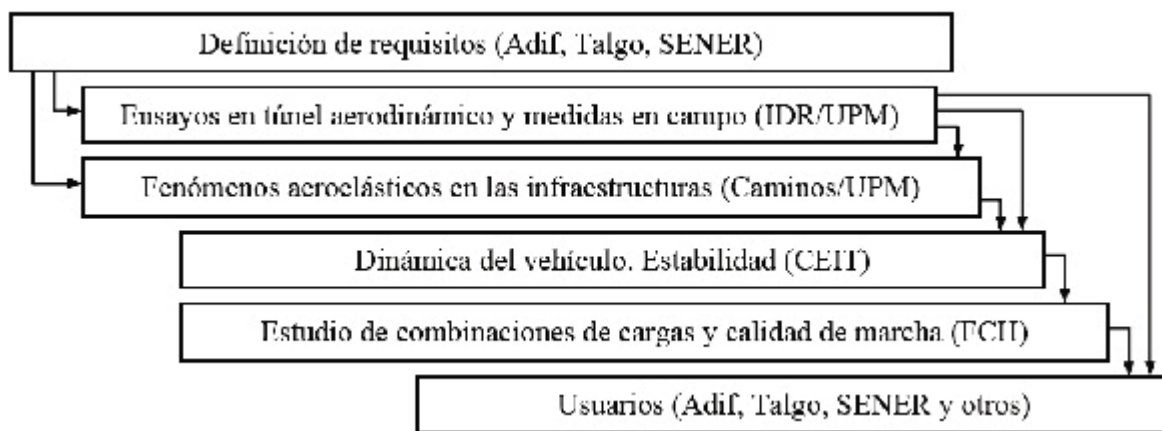 Definición de requisitos (Adif, Talgo, SENER)
Ensayos en túnel aerodinámico y medidas en campo (IDR/UPM)
Fenómenos aeroelásticos en las infraestructuras (Caminos/UPM)
Dinámica del vehículo. Estabilidad (CEIT)
Estudio de combinaciones de cargas y calidad de marcha (FCH)
Usuarios (Adif, Talgo, SENER y otros)